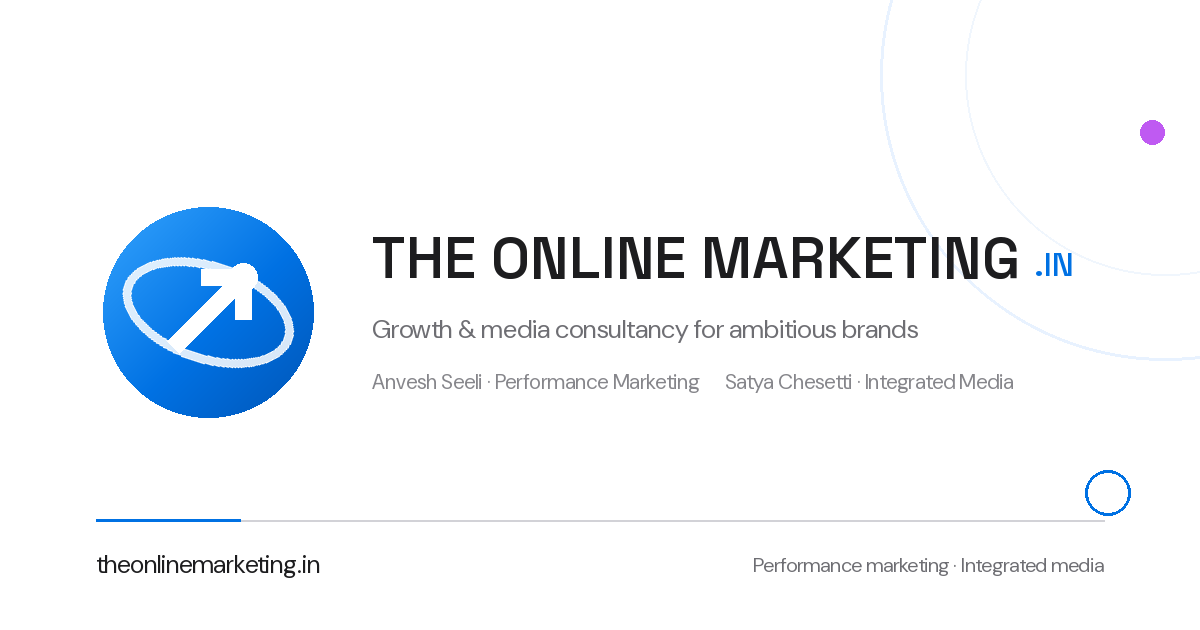 THE ONLINE MARKETING .IN
Growth & media consultancy for ambitious brands
Anvesh Seeli · Performance Marketing Satya Chesetti · Integrated Media
theonlinemarketing.in
Performance marketing · Integrated media